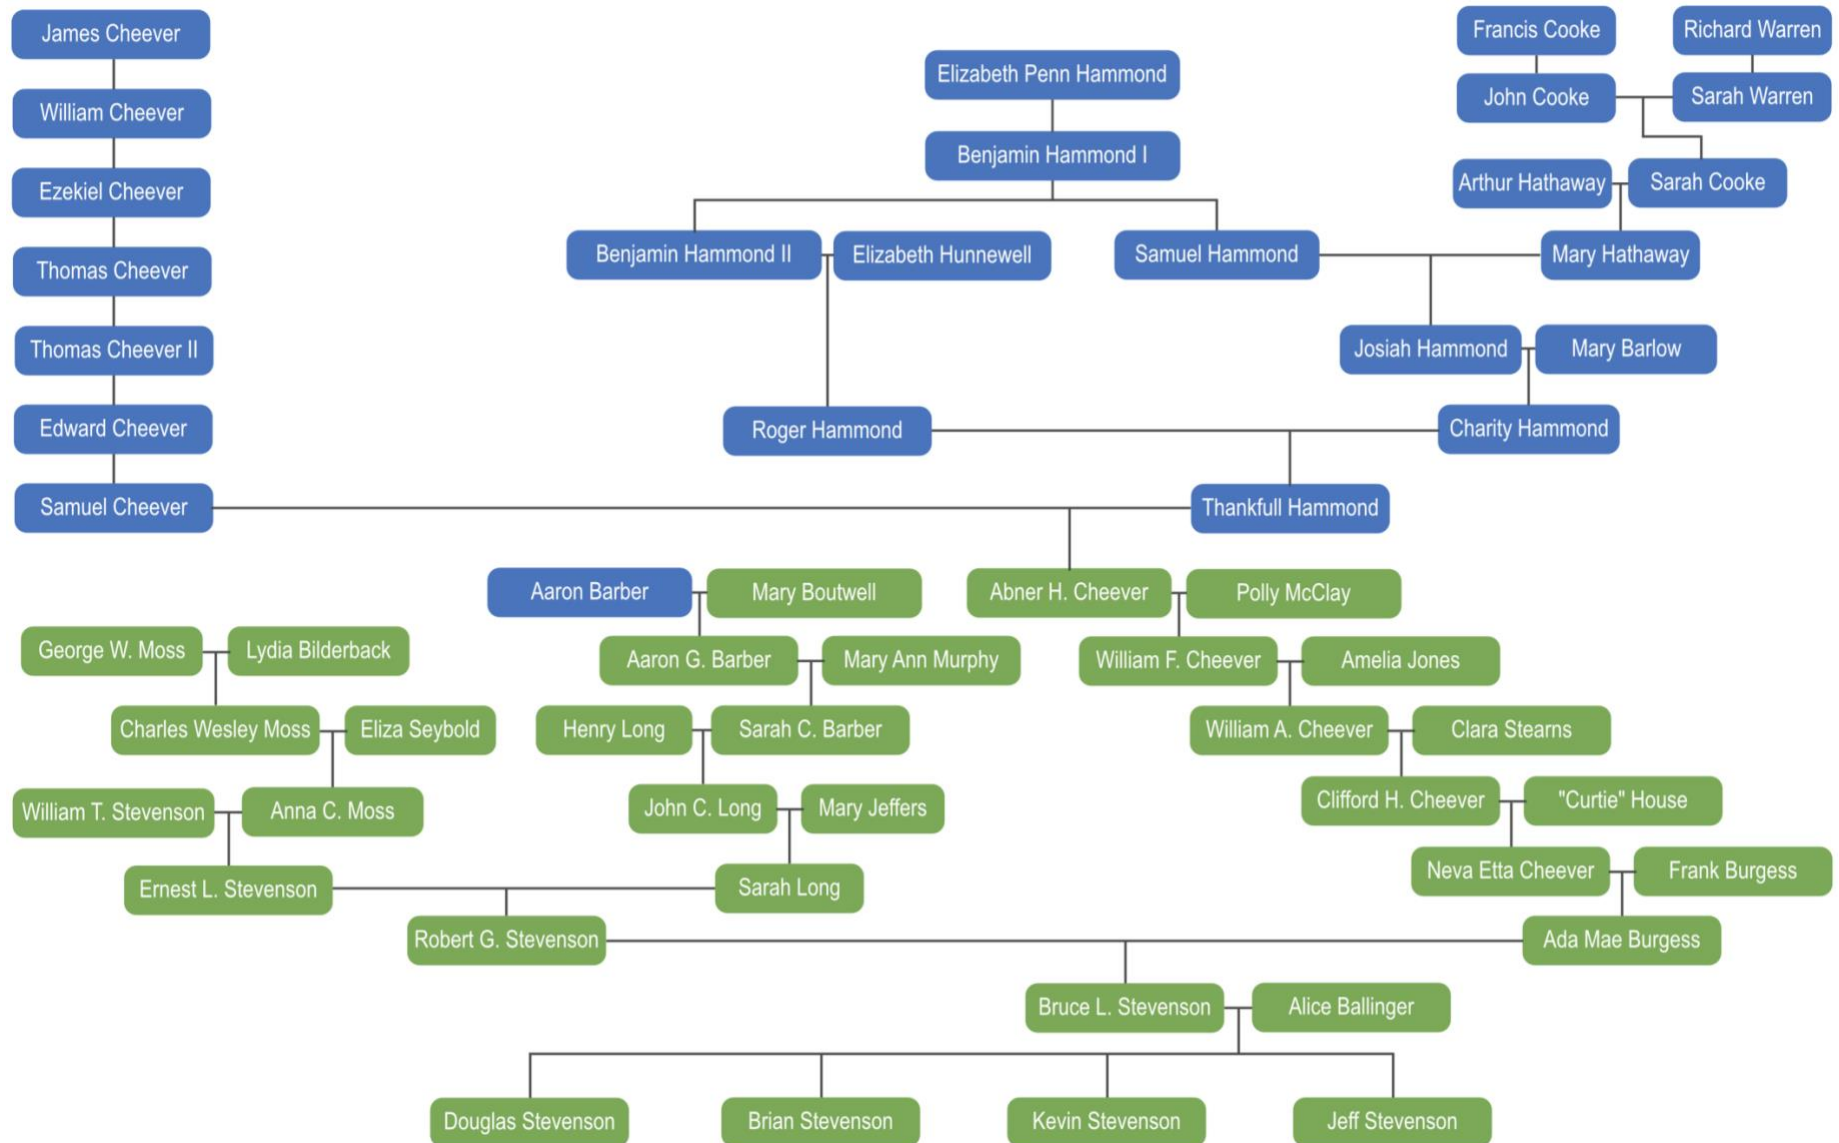 James Cheever
Francis Cooke
Richard Warren
Elizabeth Penn Hammond
William Cheever
John Cooke
Sarah Warren
Benjamin Hammond I
Ezekiel Cheever
Arthur Hathaway
Sarah Cooke
Thomas Cheever
Benjamin Hammond II
Elizabeth Hunnewell
Samuel Hammond
Mary Hathaway
Thomas Cheever II
Josiah Hammond
Mary Barlow
Edward Cheever
Roger Hammond
Charity Hammond
Samuel Cheever
Thankfull Hammond
Aaron Barber
Mary Boutwell
Abner H. Cheever
Polly McClay
George W. Moss
Lydia Bilderback
Aaron G. Barber
Mary Ann Murphy
William F. Cheever
Amelia Jones
Charles Wesley Moss
Eliza Seybold
Henry Long
Sarah C. Barber
William A. Cheever
Clara Stearns
William T. Stevenson
Anna C. Moss
John C. Long
Mary Jeffers
Clifford H. Cheever
"Curtie" House
Ernest L. Stevenson
Sarah Long
Neva Etta Cheever
Frank Burgess
Robert G. Stevenson
Ada Mae Burgess
Bruce L. Stevenson
Alice Ballinger
Douglas Stevenson
Brian Stevenson
Kevin Stevenson
Jeff Stevenson